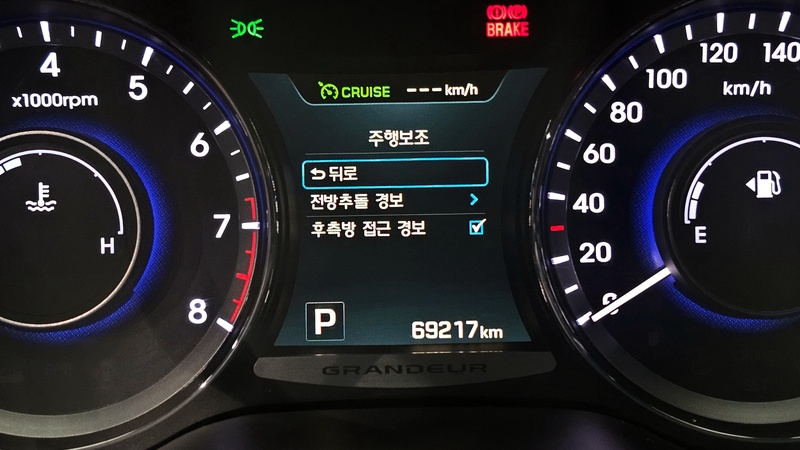 BRAKE
CRUISE --- km/h
주행보조
뒤로
전방추돌 경보
후측방 접근 경보
P
69217 km
GRANDEUR
4
5
6
7
8
x1000rpm
H
0
20
40
60
80
100
120
140
km/h
E